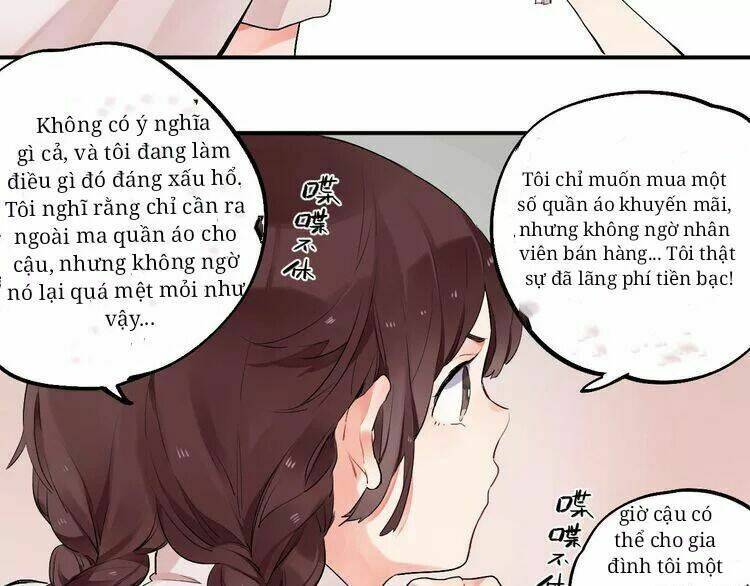 Không có ý nghĩa
gì cả, và tôi đang làm
điều gì đó đáng xấu hổ.
Tôi nghĩ rằng chỉ cần ra
ngoài ma quần áo cho
cậu, nhưng không ngờ
nó lại quá mệt mỏi như
vậy...
喋喋不休
Tôi chỉ muốn mua một
số quần áo khuyến mãi,
nhưng không ngờ nhân
viên bán hàng... Tôi thật
sự đã lãng phí tiền bạc!
喋喋不休
giờ cậu có
thể cho gia
đình tôi một